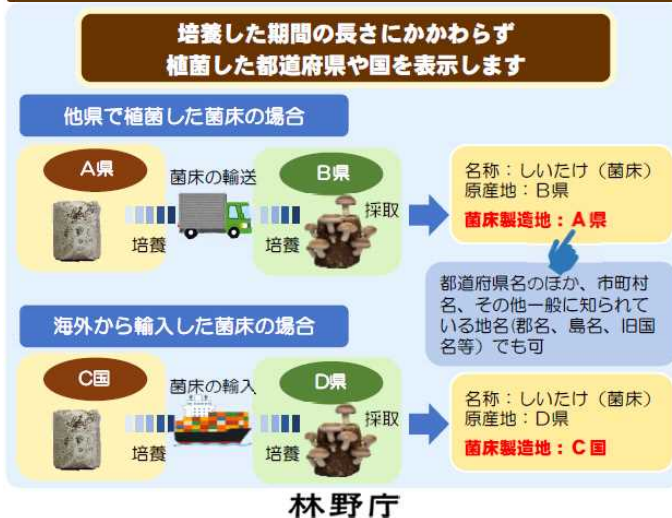 培養した期間の長さにかかわらず
植菌した都道府県や国を表示します
他県で植菌した菌床の場合
A県
菌床の輸送
B県
培養
培養
採取
名称：しいたけ（菌床）
原産地：B県
菌床製造地：A県
都道府県名のほか、市町村
名、その他一般に知られて
いる地名(郡名、島名、旧国
名等）でも可
海外から輸入した菌床の場合
C国
菌床の輸入
D県
培養
培養
採取
名称：しいたけ（菌床）
原産地：D県
菌床製造地：C国
林野庁